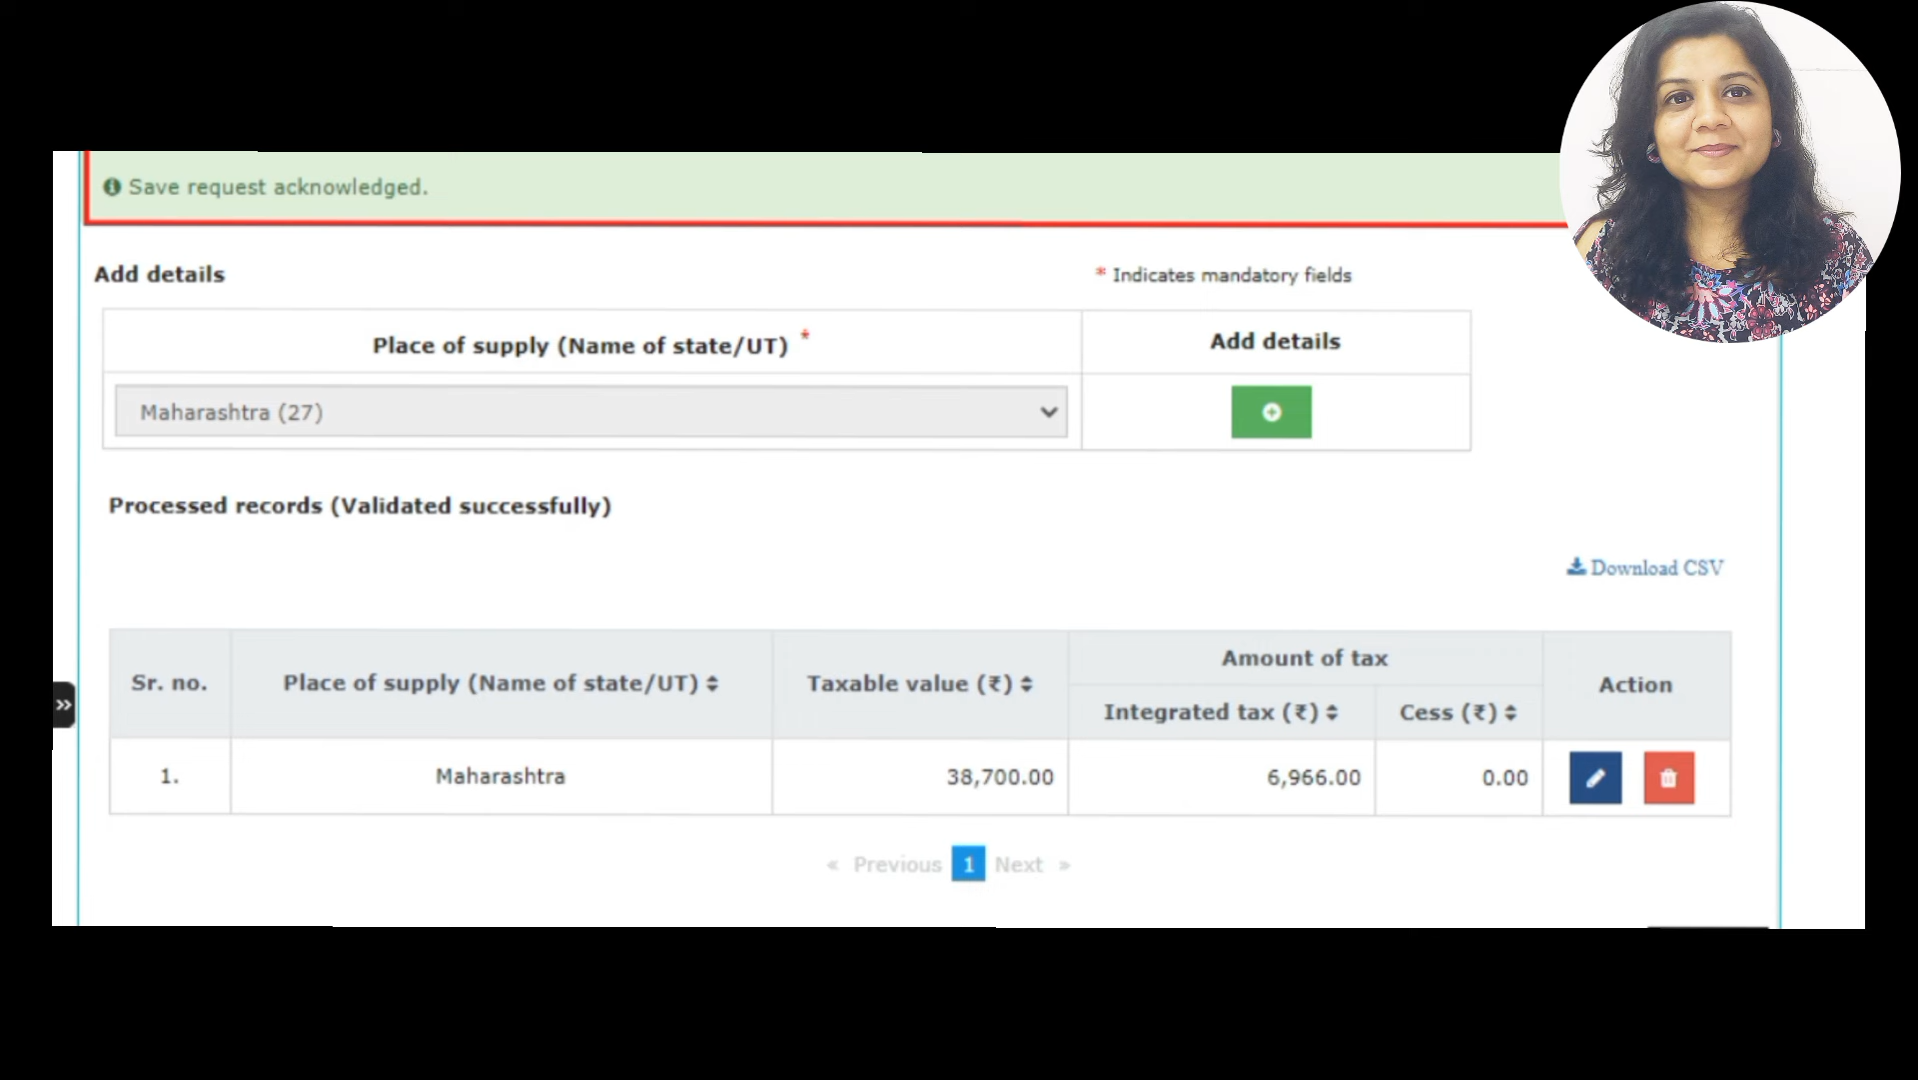 Save request acknowledged.
Add details
* Indicates mandatory fields
Place of supply (Name of state/UT) *
Add details
Maharashtra (27)
Processed records (Validated successfully)
Download CSV
Sr. no.
Place of supply (Name of state/UT)
Taxable value (₹)
Amount of tax
Integrated tax (₹)
Cess (₹)
Action
1.
Maharashtra
38,700.00
6,966.00
0.00
« Previous 1 Next »